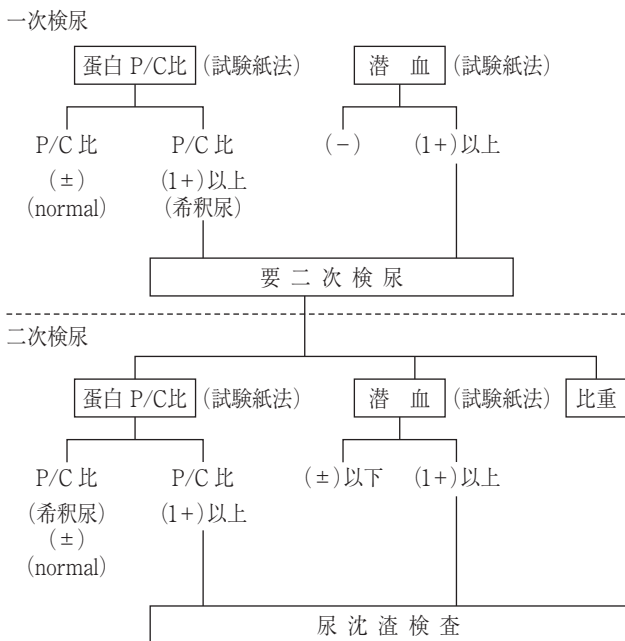 一次検尿
蛋白 P/C比 (試験紙法) 潜 血 (試験紙法)
P/C 比 P/C 比 (－) (1+)以上
(±) (1+)以上
(normal) (希釈尿)
要 二 次 検 尿
二次検尿
蛋白 P/C比 (試験紙法) 潜 血 (試験紙法) 比重
P/C 比 P/C 比 (±)以下 (1+)以上
(希釈尿) (1+)以上
(±)
(normal)
尿 沈 渣 検 査